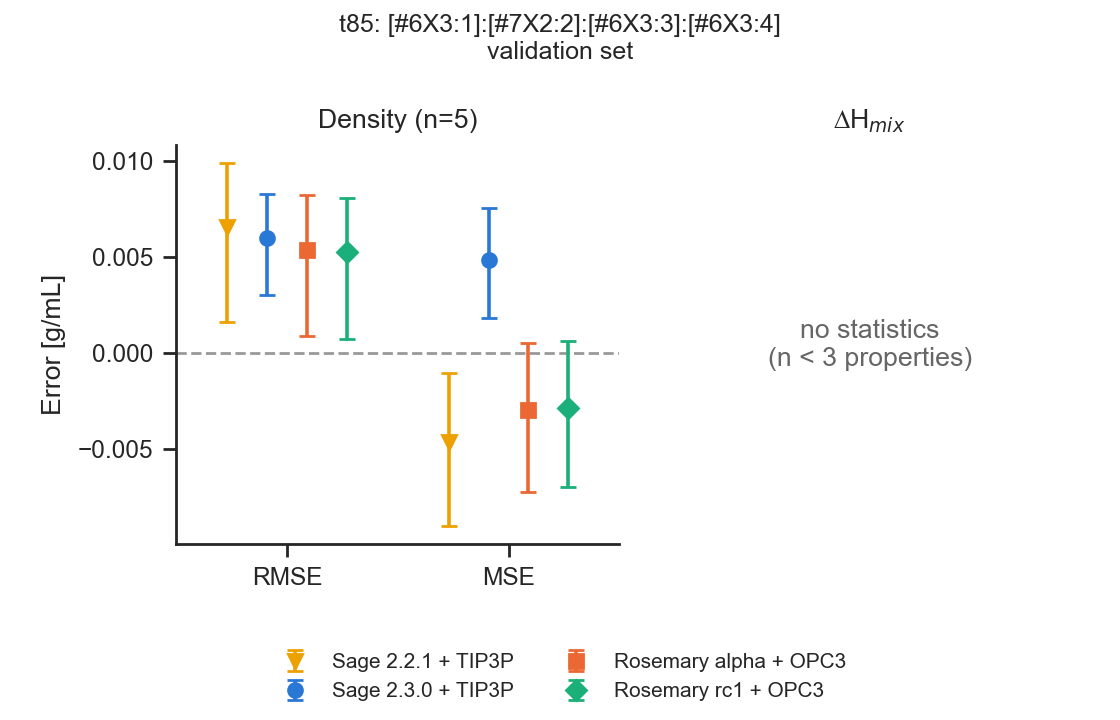 t85: [#6X3:1]:[#7X2:2]:[#6X3:3]:[#6X3:4]
validation set
Density (n=5)
ΔH_mix
0.010
0.005
0.000
−0.005
Error [g/mL]
no statistics
(n < 3 properties)
RMSE
MSE
Sage 2.2.1 + TIP3P
Rosemary alpha + OPC3
Sage 2.3.0 + TIP3P
Rosemary rc1 + OPC3